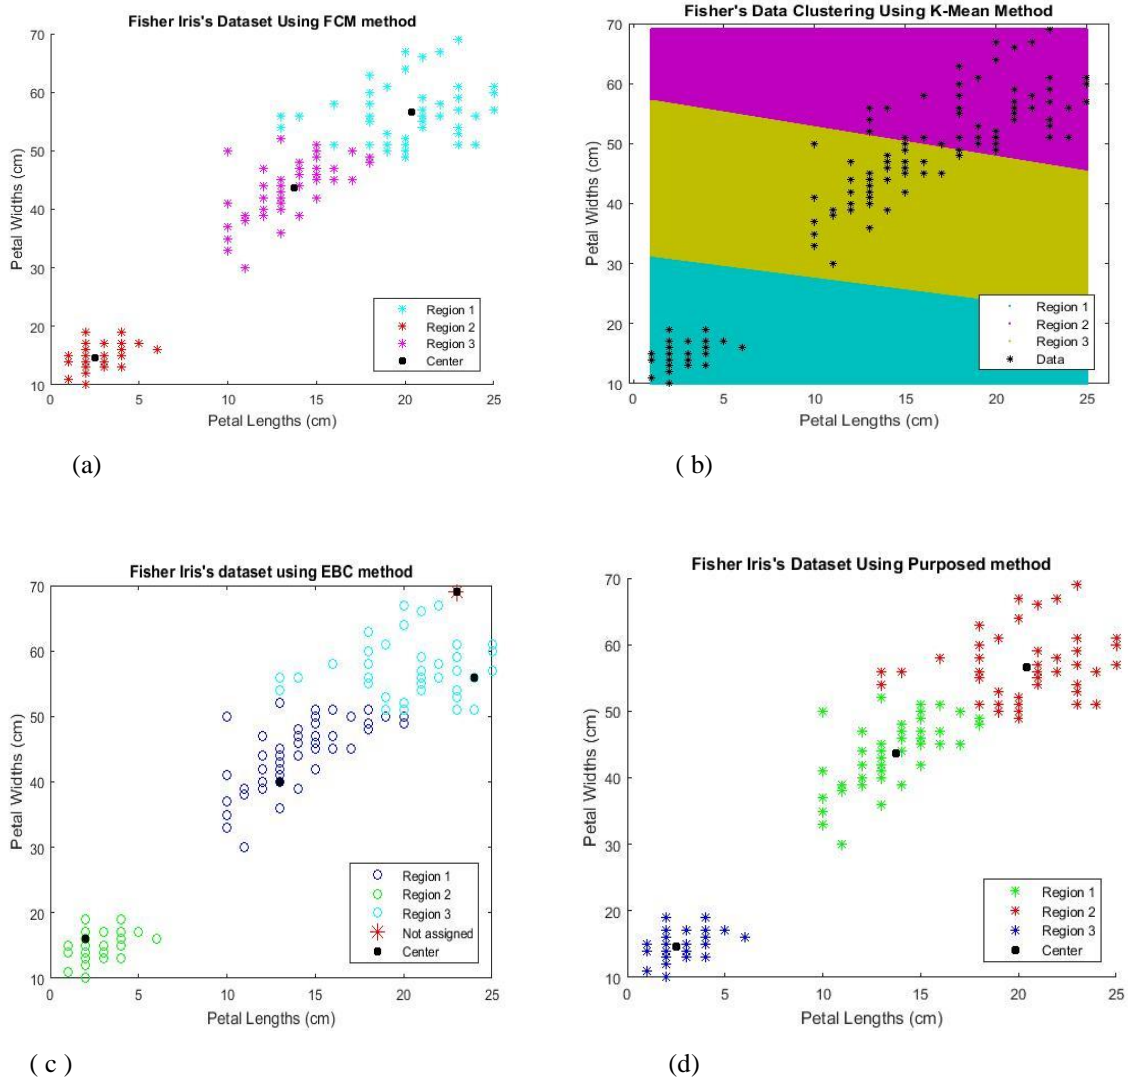 Fisher Iris's Dataset Using FCM method
70
60
50
40
30
20
10
Petal Widths (cm)
0 5 10 15 20 25
Petal Lengths (cm)
Region 1
Region 2
Region 3
Center
(a)
Fisher's Data Clustering Using K-Mean Method
70
60
50
40
30
20
10
Petal Widths (cm)
5 10 15 20 25
Petal Lengths (cm)
Region 1
Region 2
Region 3
Data
( b)
Fisher Iris's dataset using EBC method
70
60
50
40
30
20
10
Petal Widths (cm)
0 5 10 15 20 25
Petal Lengths (cm)
Region 1
Region 2
Region 3
Not assigned
Center
( c )
Fisher Iris's Dataset Using Purposed method
70
60
50
40
30
20
10
Petal Widths (cm)
0 5 10 15 20 25
Petal Lengths (cm)
Region 1
Region 2
Region 3
Center
(d)